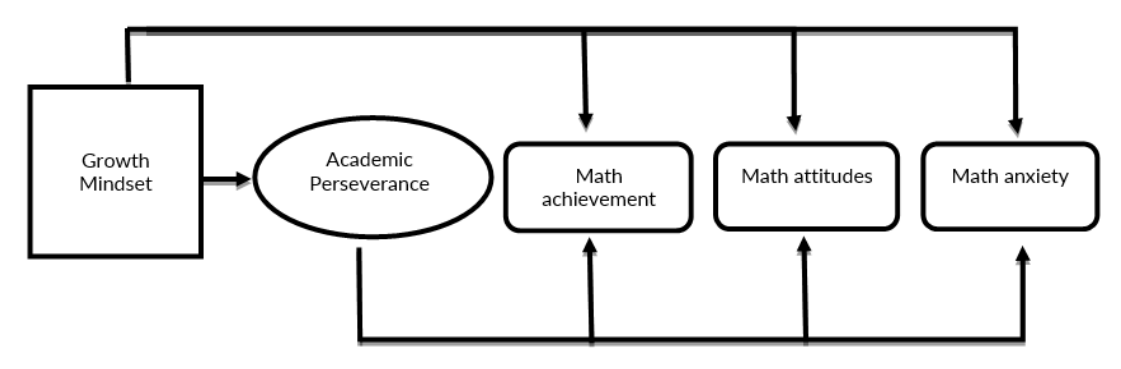 Growth
Mindset
Academic
Perseverance
Math
achievement
Math attitudes
Math anxiety